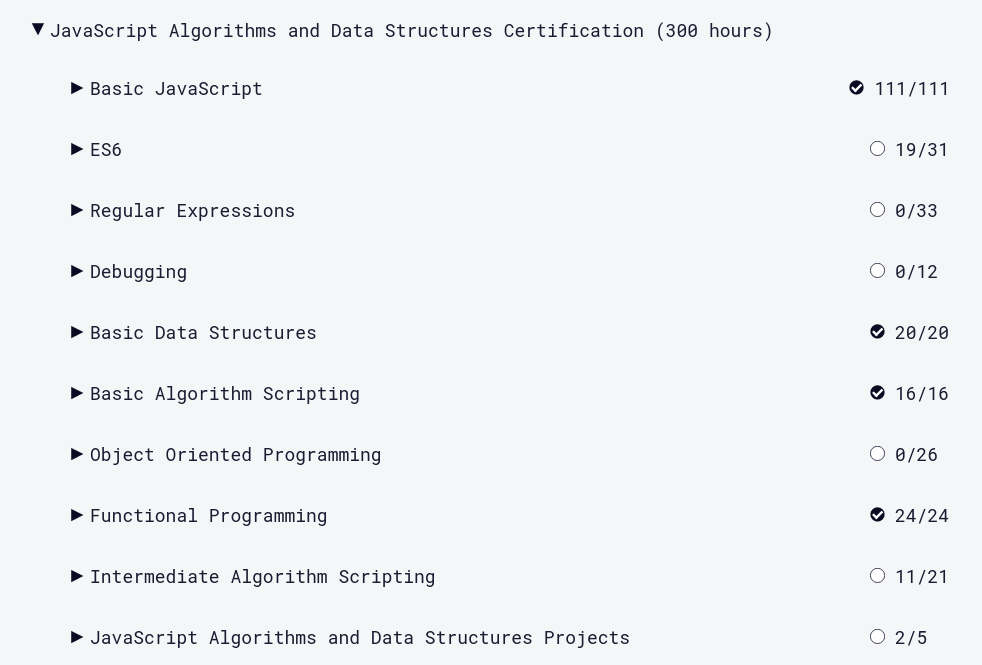 JavaScript Algorithms and Data Structures Certification (300 hours)
Basic JavaScript 111/111
ES6 19/31
Regular Expressions 0/33
Debugging 0/12
Basic Data Structures 20/20
Basic Algorithm Scripting 16/16
Object Oriented Programming 0/26
Functional Programming 24/24
Intermediate Algorithm Scripting 11/21
JavaScript Algorithms and Data Structures Projects 2/5